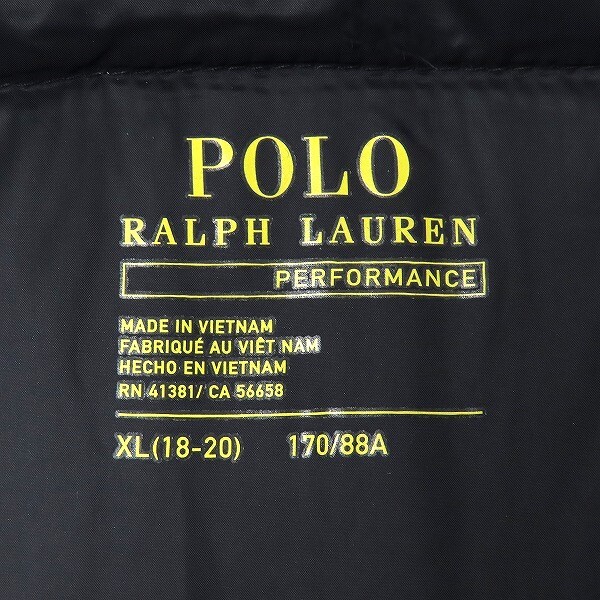 POLO
RALPH LAUREN
PERFORMANCE
MADE IN VIETNAM
FABRIQUÉ AU VIÊT NAM
HECHO EN VIETNAM
RN 41381/ CA 56658
XL(18-20) 170/88A